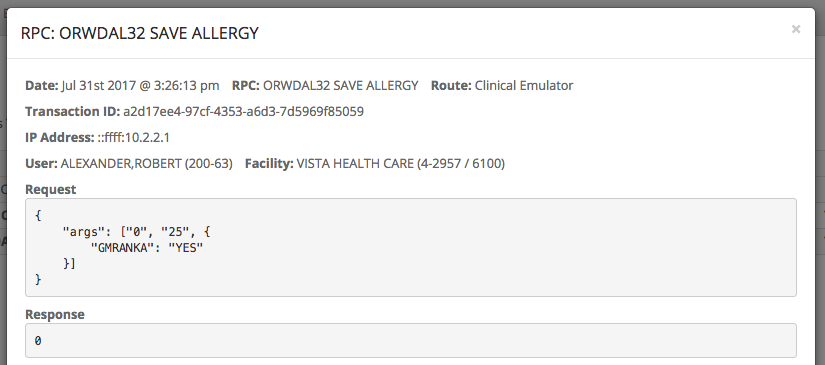 RPC: ORWDAL32 SAVE ALLERGY ×
Date: Jul 31st 2017 @ 3:26:13 pm RPC: ORWDAL32 SAVE ALLERGY Route: Clinical Emulator
Transaction ID: a2d17ee4-97cf-4353-a6d3-7d5969f85059
IP Address: ::ffff:10.2.2.1
User: ALEXANDER,ROBERT (200-63) Facility: VISTA HEALTH CARE (4-2957 / 6100)
Request
{
    "args": ["0", "25", {
        "GMRANKA": "YES"
    }]
}
Response
0